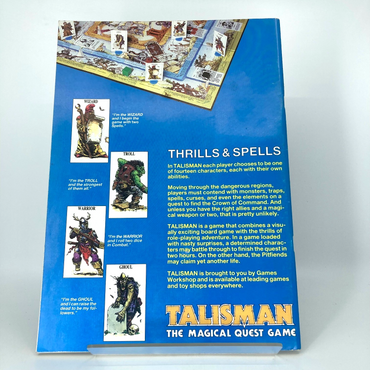 WIZARD
"I'm the WIZARD
and I begin the
game with two
Spells."
TROLL
"I'm the TROLL
and the strongest
of them all."
WARRIOR
"I'm the WARRIOR
and I roll two dice
in Combat."
GHOUL
"I'm the GHOUL
and I can raise the
dead to be my fol-
lowers."
THRILLS & SPELLS
In TALISMAN each player chooses to be one
of fourteen characters, each with their own
abilities.
Moving through the dangerous regions,
players must contend with monsters, traps,
spells, curses, and even the elements on a
quest to find the Crown of Command. And
unless you have the right allies and a magi-
cal weapon or two, that is pretty unlikely.
TALISMAN is a game that combines a visu-
ally exciting board game with the thrills of
role-playing adventure. In a game loaded
with nasty surprises, a determined charac-
ter may battle through to finish the quest in
two hours. On the other hand, the Pitfiends
may claim yet another life.
TALISMAN is brought to you by Games
Workshop and is available at leading games
and toy shops everywhere.
TALISMAN
THE MAGICAL QUEST GAME